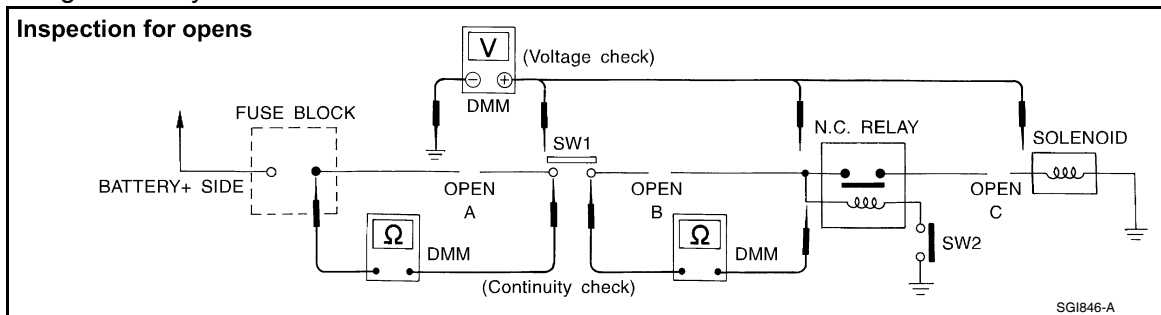 Inspection for opens
V
(Voltage check)
DMM
FUSE BLOCK
SW1
N.C. RELAY
SOLENOID
BATTERY+ SIDE
OPEN
A
OPEN
B
OPEN
C
Ω
DMM
Ω
DMM
SW2
(Continuity check)
SGI846-A